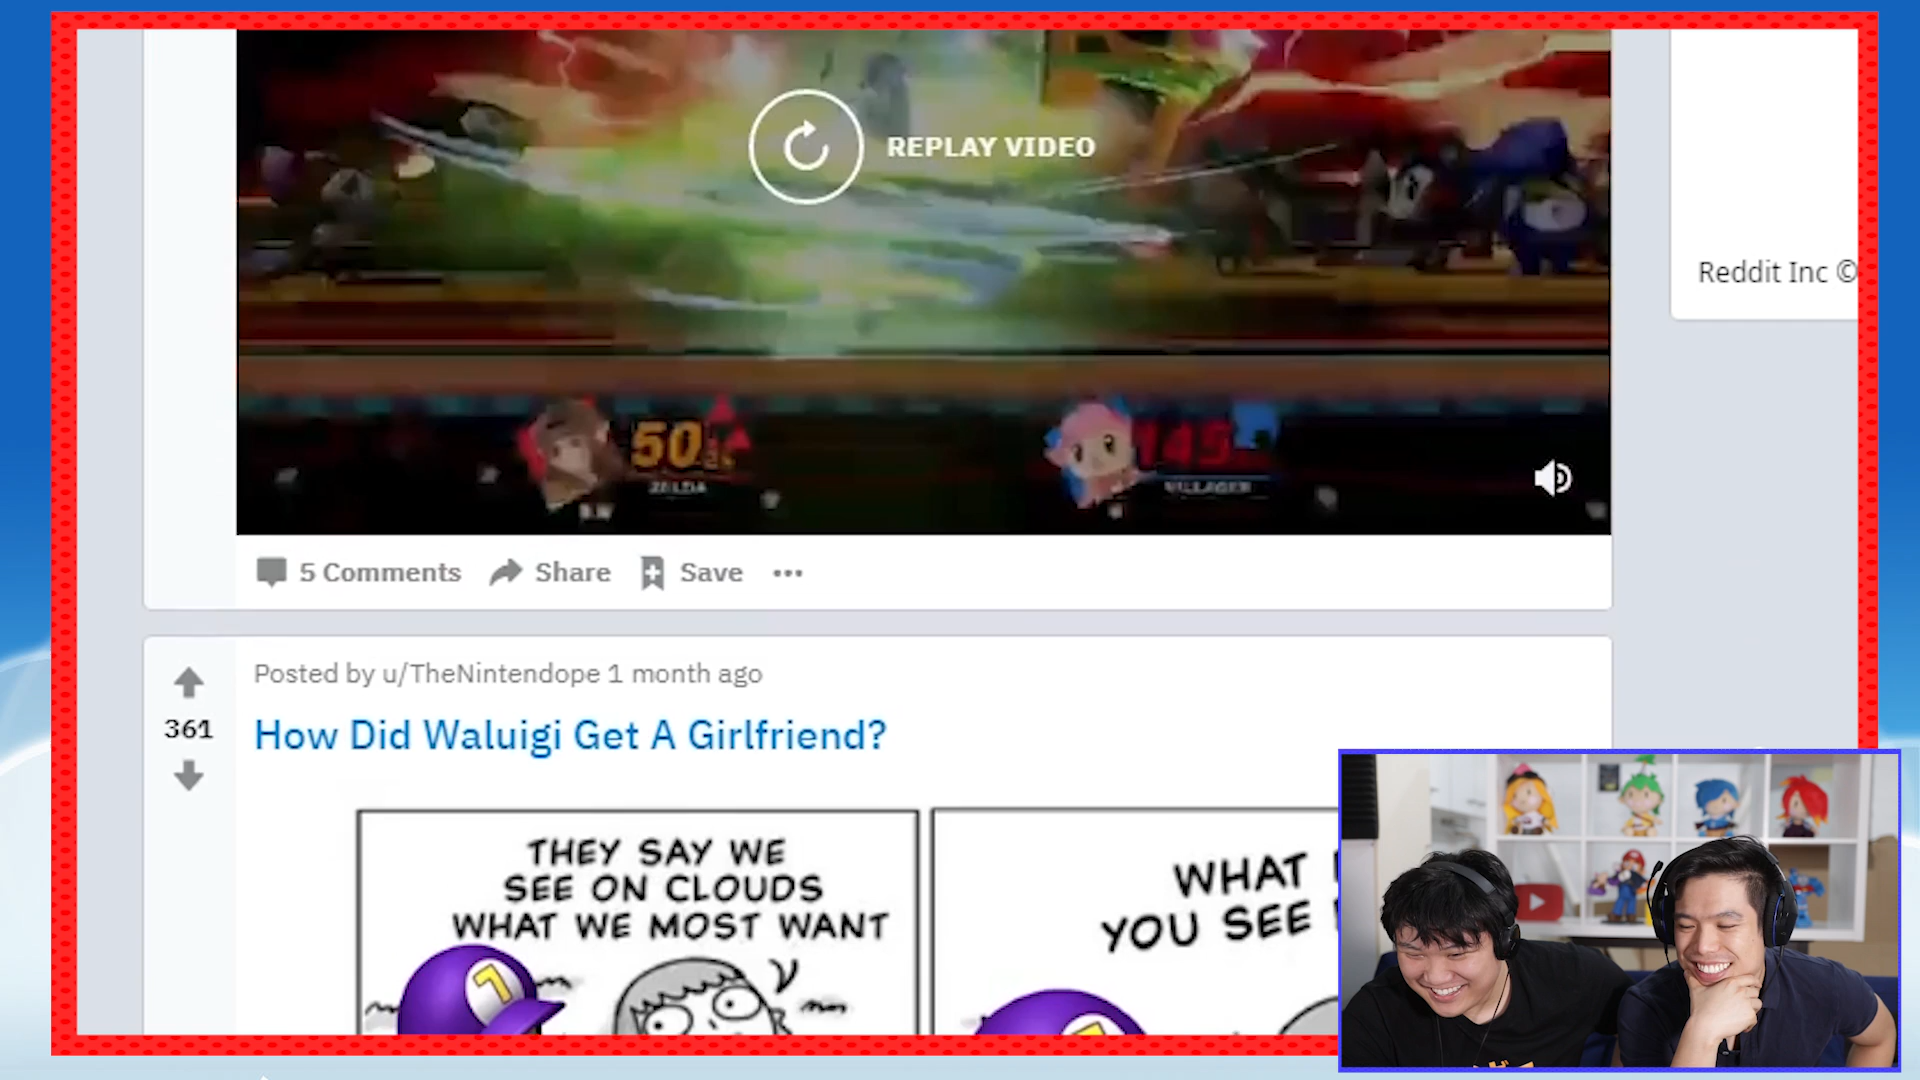 REPLAY VIDEO
Reddit Inc ©
50
ZELDA
145
VILLAGER
5 Comments Share Save
Posted by u/TheNintendope 1 month ago
361
How Did Waluigi Get A Girlfriend?
THEY SAY WE
SEE ON CLOUDS
WHAT WE MOST WANT
WHAT
YOU SEE